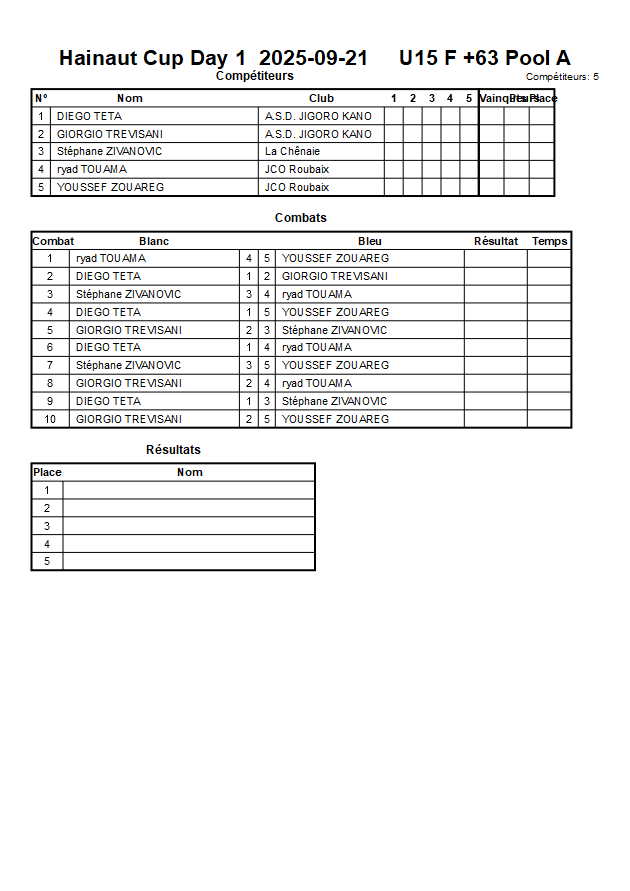 Hainaut Cup Day 1 2025-09-21 U15 F +63 Pool A
Compétiteurs
Compétiteurs: 5
N° Nom Club 1 2 3 4 5 Vainqueurs Place
1 DIEGO TETA A.S.D. JIGORO KANO
2 GIORGIO TREVISANI A.S.D. JIGORO KANO
3 Stéphane ZIVANOVIC La Chênaie
4 ryad TOUAMA JCO Roubaix
5 YOUSSEF ZOUAREG JCO Roubaix
Combats
Combat Blanc Bleu Résultat Temps
1 ryad TOUAMA 4 5 YOUSSEF ZOUAREG
2 DIEGO TETA 1 2 GIORGIO TREVISANI
3 Stéphane ZIVANOVIC 3 4 ryad TOUAMA
4 DIEGO TETA 1 5 YOUSSEF ZOUAREG
5 GIORGIO TREVISANI 2 3 Stéphane ZIVANOVIC
6 DIEGO TETA 1 4 ryad TOUAMA
7 Stéphane ZIVANOVIC 3 5 YOUSSEF ZOUAREG
8 GIORGIO TREVISANI 2 4 ryad TOUAMA
9 DIEGO TETA 1 3 Stéphane ZIVANOVIC
10 GIORGIO TREVISANI 2 5 YOUSSEF ZOUAREG
Résultats
Place Nom
1
2
3
4
5